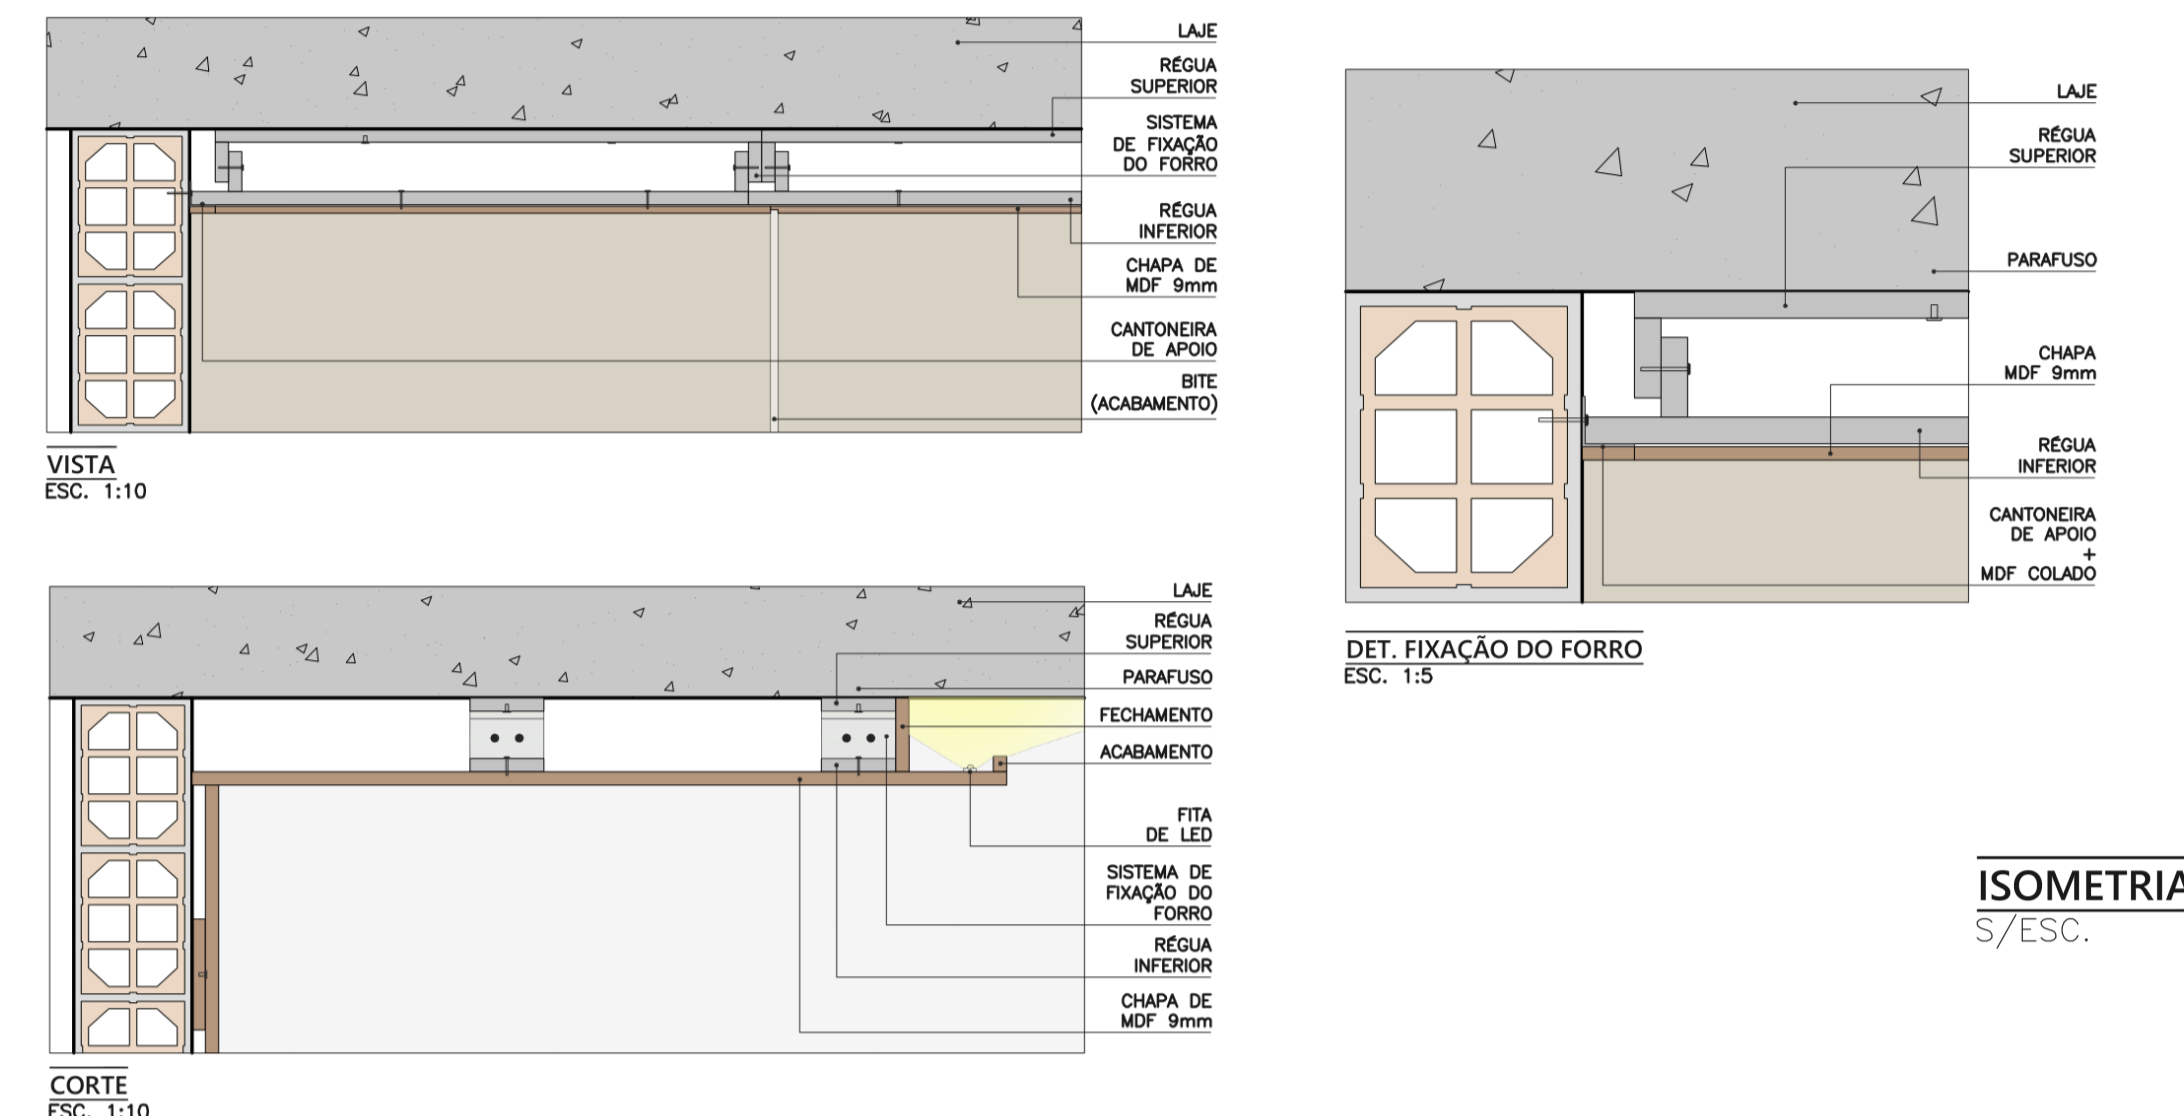 LAJE
RÉGUA
SUPERIOR
SISTEMA
DE FIXAÇÃO
DO FORRO
RÉGUA
INFERIOR
CHAPA DE
MDF 9mm
CANTONEIRA
DE APOIO
BITE
(ACABAMENTO)
VISTA
ESC. 1:10
LAJE
RÉGUA
SUPERIOR
PARAFUSO
CHAPA
MDF 9mm
RÉGUA
INFERIOR
CANTONEIRA
DE APOIO
+
MDF COLADO
DET. FIXAÇÃO DO FORRO
ESC. 1:5
LAJE
RÉGUA
SUPERIOR
PARAFUSO
FECHAMENTO
ACABAMENTO
FITA
DE LED
SISTEMA DE
FIXAÇÃO DO
FORRO
RÉGUA
INFERIOR
CHAPA DE
MDF 9mm
CORTE
ESC. 1:10
ISOMETRIA
S/ESC.